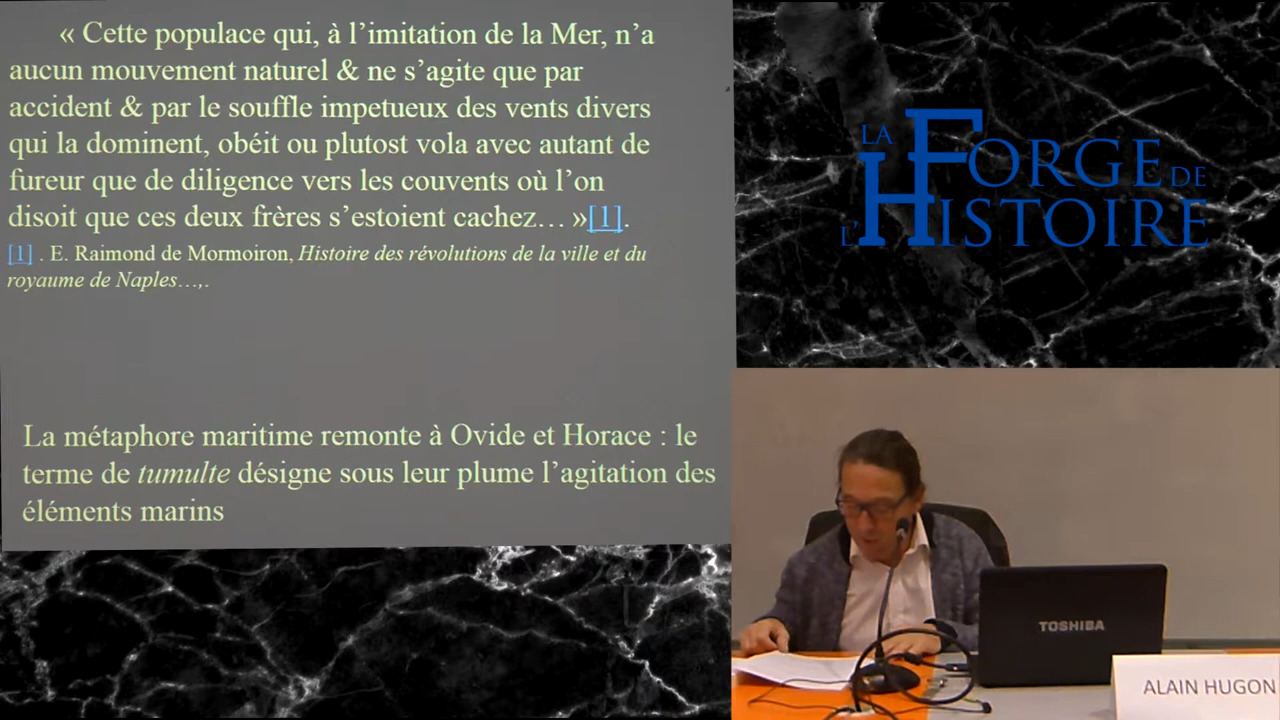 « Cette populace qui, à l’imitation de la Mer, n’a
aucun mouvement naturel & ne s’agite que par
accident & par le souffle impetueux des vents divers
qui la dominent, obéit ou plutost vola avec autant de
fureur que de diligence vers les couvents où l’on
disoit que ces deux frères s’estoient cachez… »[1].
[1] . E. Raimond de Mormoiron, Histoire des révolutions de la ville et du
royaume de Naples…,.
La métaphore maritime remonte à Ovide et Horace : le
terme de tumulte désigne sous leur plume l’agitation des
éléments marins
LA FORGE DE
L'HISTOIRE
TOSHIBA
ALAIN HUGON